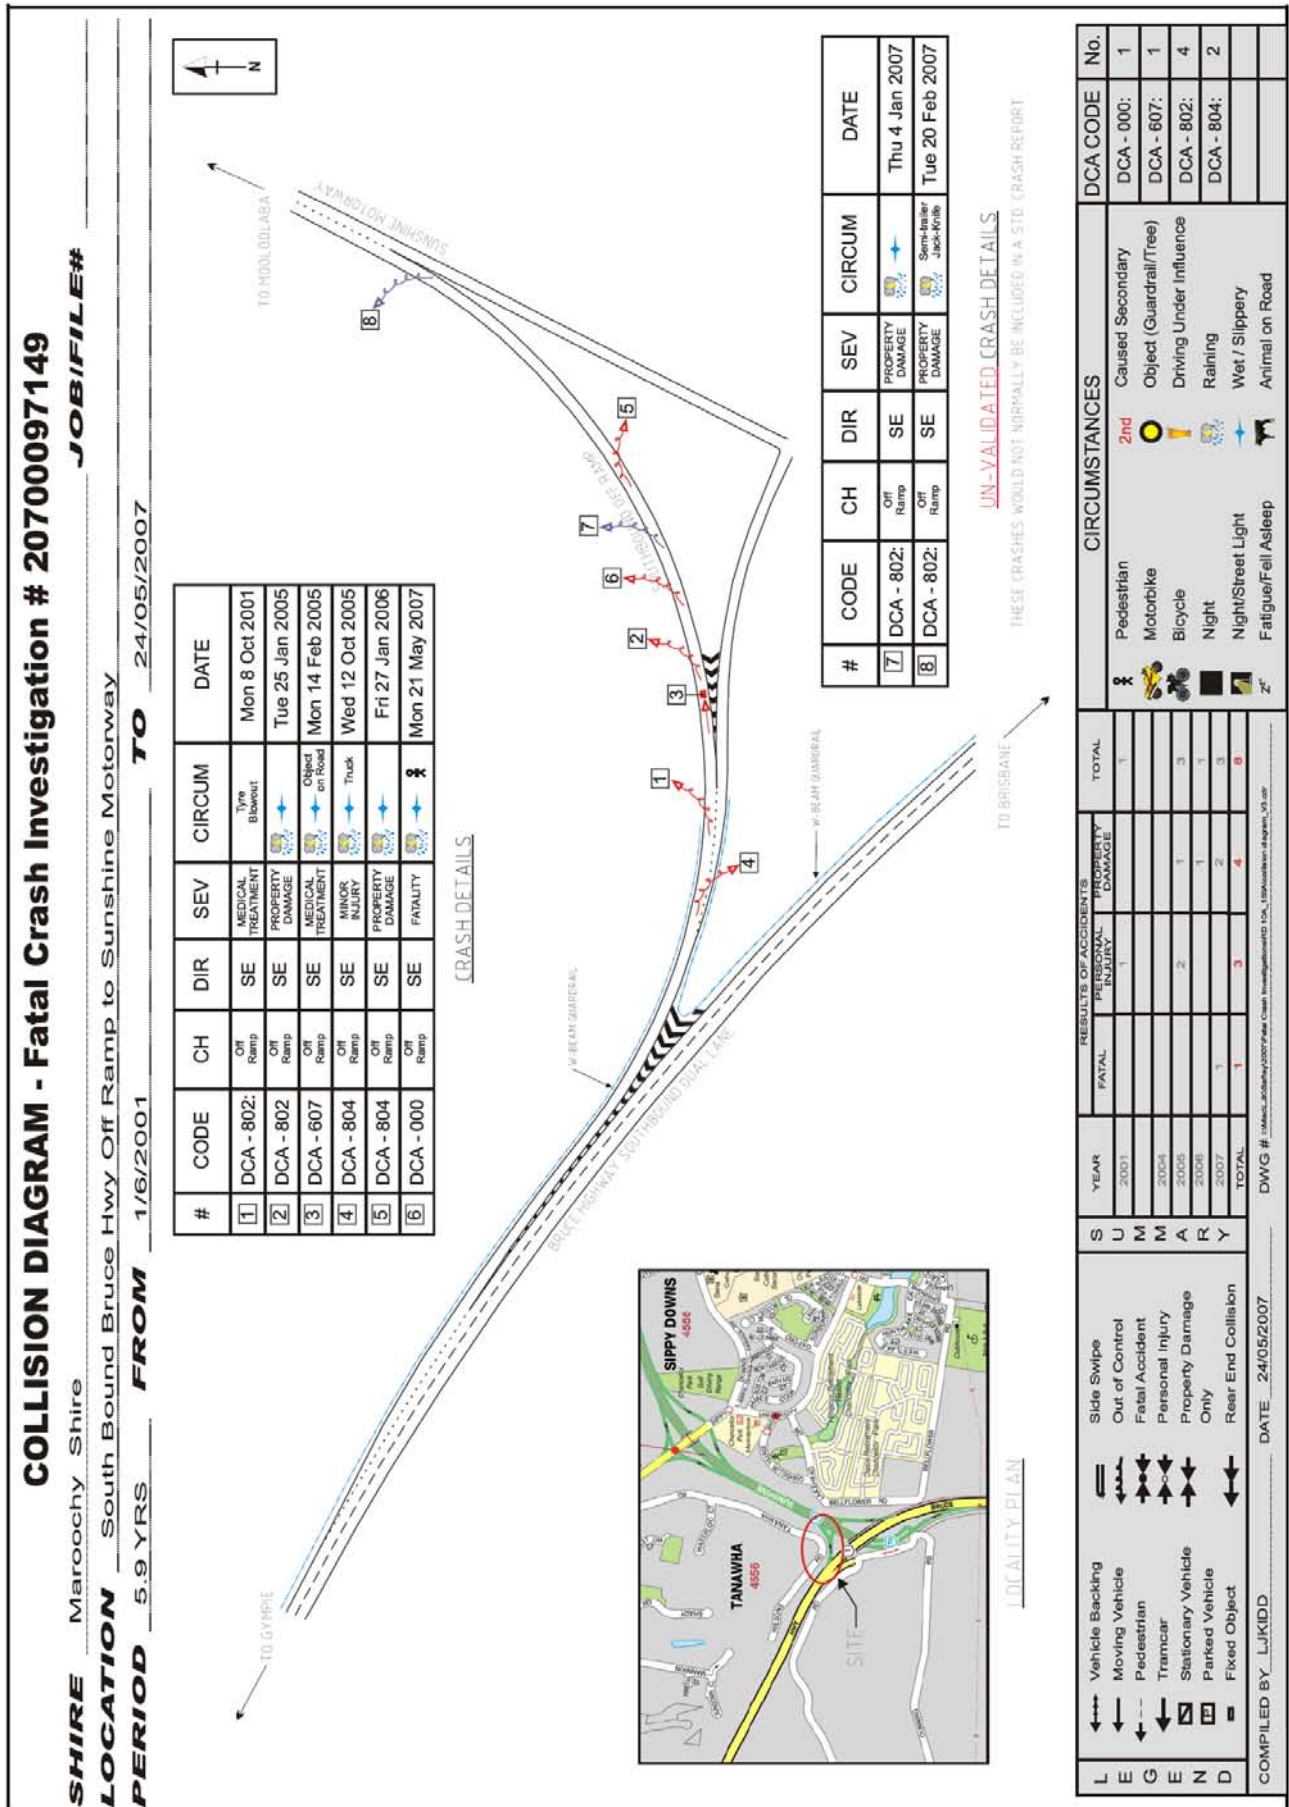 COLLISION DIAGRAM - Fatal Crash Investigation # 20700097149
SHIRE Maroochy Shire JOB/FILE#
LOCATION South Bound Bruce Hwy Off Ramp to Sunshine Motorway
PERIOD 5.9 YRS FROM 1/6/2001 TO 24/05/2007
N
# CODE CH DIR SEV CIRCUM DATE
1 DCA - 802: Off Ramp SE MEDICAL TREATMENT Tyre Blowout Mon 8 Oct 2001
2 DCA - 802 Off Ramp SE PROPERTY DAMAGE Tue 25 Jan 2005
3 DCA - 607 Off Ramp SE MEDICAL TREATMENT Object on Road Mon 14 Feb 2005
4 DCA - 804 Off Ramp SE MINOR INJURY Truck Wed 12 Oct 2005
5 DCA - 804 Off Ramp SE PROPERTY DAMAGE Fri 27 Jan 2006
6 DCA - 000 Off Ramp SE FATALITY Mon 21 May 2007
CRASH DETAILS
TO GYMPIE
TO MOOLOOLABA
SUNSHINE MOTORWAY
SOUTHBOUND OFF RAMP
BRUCE HIGHWAY SOUTHBOUND DUAL LANE
W-BEAM GUARDRAIL
W-BEAM GUARDRAIL
TO BRISBANE
1
2
3
4
5
6
7
8
# CODE CH DIR SEV CIRCUM DATE
7 DCA - 802: Off Ramp SE PROPERTY DAMAGE Thu 4 Jan 2007
8 DCA - 802: Off Ramp SE PROPERTY DAMAGE Semi-trailer Jack-Knife Tue 20 Feb 2007
UN-VALIDATED CRASH DETAILS
THESE CRASHES WOULD NOT NORMALLY BE INCLUDED IN A STD. CRASH REPORT
TANAWHA
4556
SIPPY DOWNS
4556
BELLFLOWER RD
SITE
LOCALITY PLAN
LEGEND
Vehicle Backing
Moving Vehicle
Pedestrian
Tramcar
Stationary Vehicle
Parked Vehicle
Fixed Object
Side Swipe
Out of Control
Fatal Accident
Personal Injury
Property Damage
Only
Rear End Collision
SUMMARY
RESULTS OF ACCIDENTS
YEAR FATAL PERSONAL INJURY PROPERTY DAMAGE TOTAL
2001 1 1
2004
2005 2 1 3
2006 1 1
2007 1 2 3
TOTAL 1 3 4 8
CIRCUMSTANCES
Pedestrian 2nd Caused Secondary
Motorbike Object (Guardrail/Tree)
Bicycle Driving Under Influence
Night Raining
Night/Street Light Wet / Slippery
Fatigue/Fell Asleep Animal on Road
DCA CODE No.
DCA - 000: 1
DCA - 607: 1
DCA - 802: 4
DCA - 804: 2
COMPILED BY LJKIDD DATE 24/05/2007 DWG #